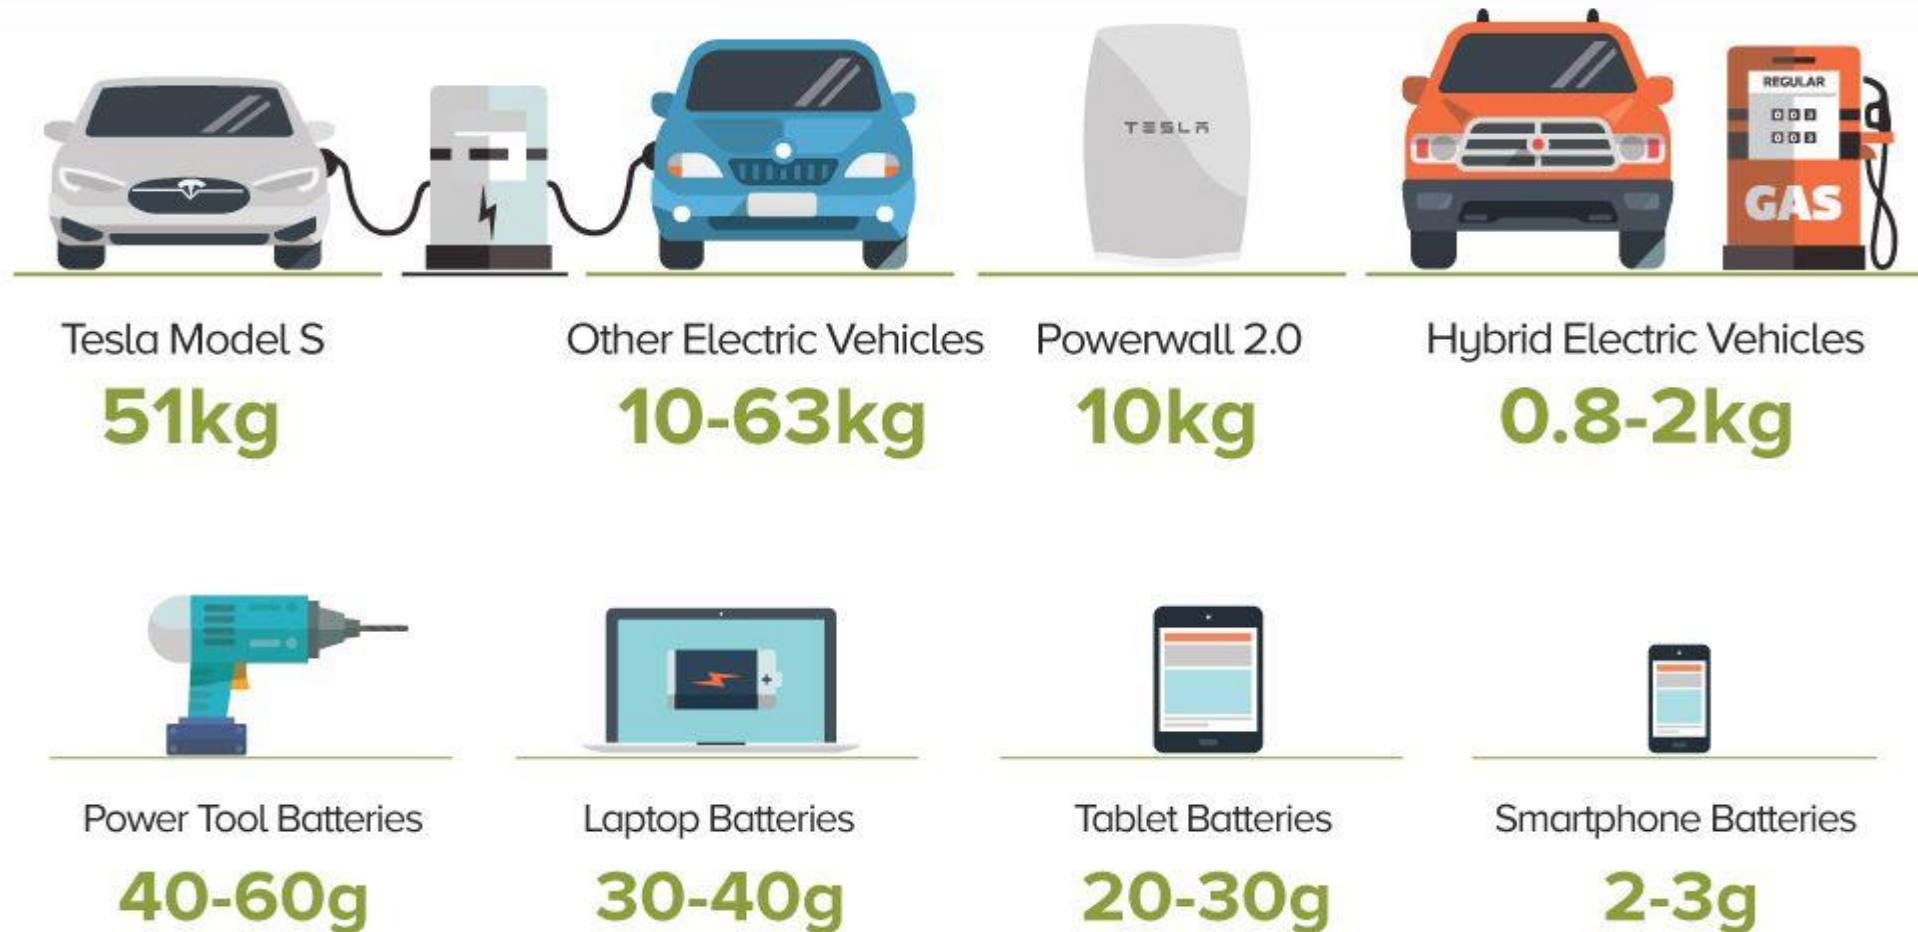 TESLA
REGULAR
003
003
GAS
Tesla Model S
51kg
Other Electric Vehicles
10-63kg
Powerwall 2.0
10kg
Hybrid Electric Vehicles
0.8-2kg
Power Tool Batteries
40-60g
Laptop Batteries
30-40g
Tablet Batteries
20-30g
Smartphone Batteries
2-3g